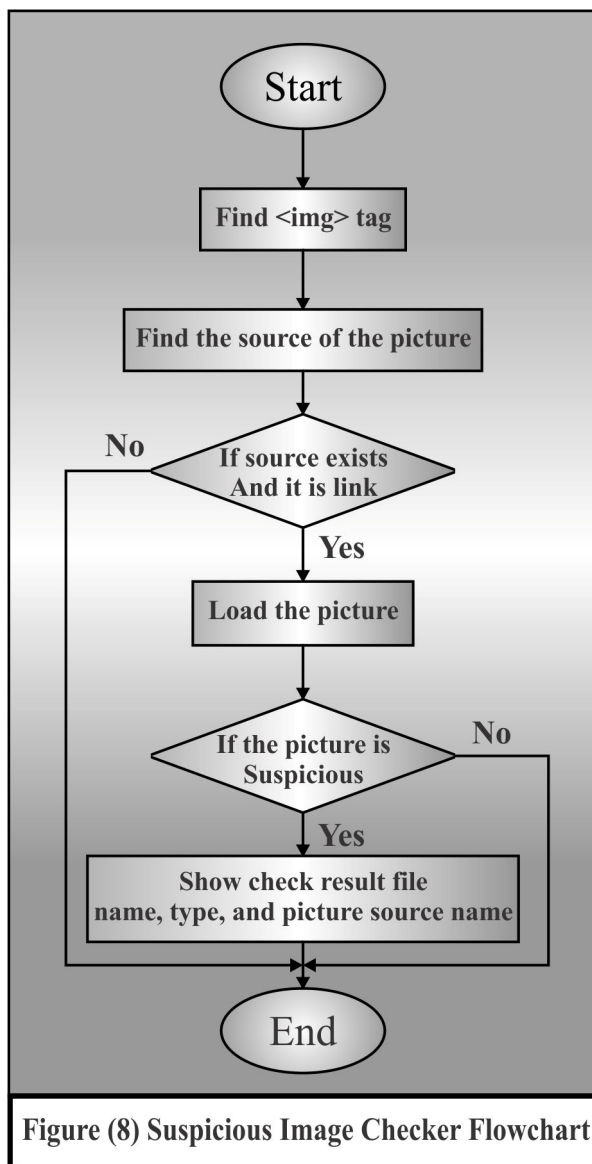 Start
Find <img> tag
Find the source of the picture
No
If source exists
And it is link
Yes
Load the picture
If the picture is
Suspicious
No
Yes
Show check result file
name, type, and picture source name
End
Figure (8) Suspicious Image Checker Flowchart